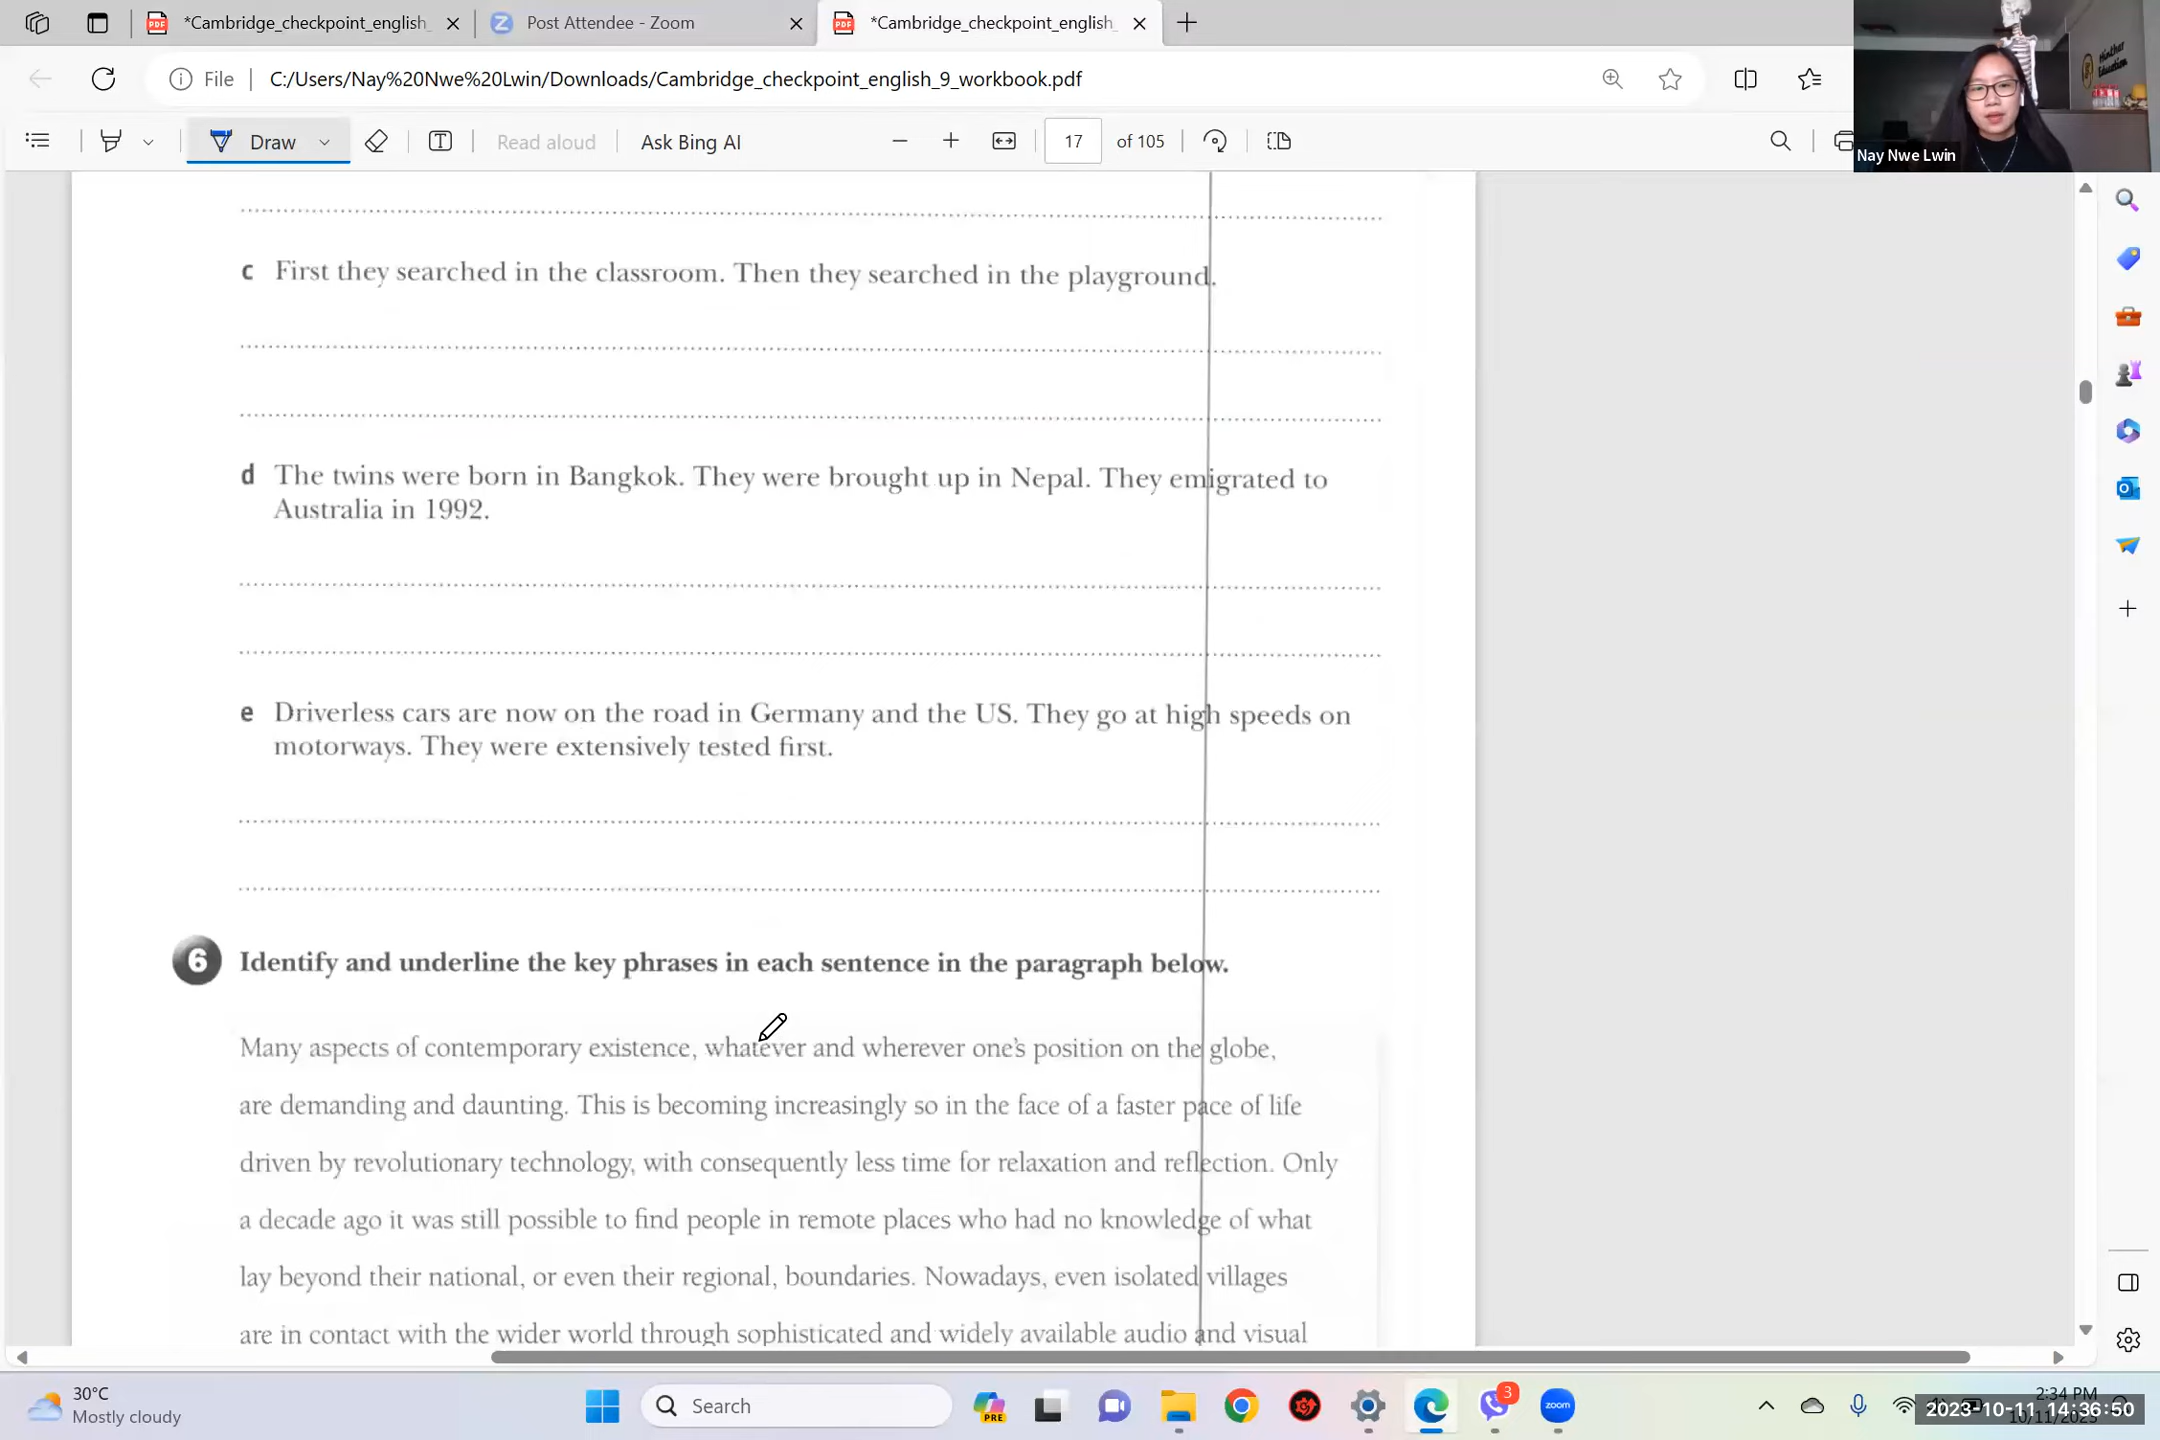 *Cambridge_checkpoint_english_
Post Attendee - Zoom
*Cambridge_checkpoint_english_
File
C:/Users/Nay%20Nwe%20Lwin/Downloads/Cambridge_checkpoint_english_9_workbook.pdf
Draw
Read aloud
Ask Bing AI
17
of 105
Nay Nwe Lwin
Education
c First they searched in the classroom. Then they searched in the playground.
d The twins were born in Bangkok. They were brought up in Nepal. They emigrated to
Australia in 1992.
e Driverless cars are now on the road in Germany and the US. They go at high speeds on
motorways. They were extensively tested first.
6 Identify and underline the key phrases in each sentence in the paragraph below.
Many aspects of contemporary existence, whatever and wherever one's position on the globe,
are demanding and daunting. This is becoming increasingly so in the face of a faster pace of life
driven by revolutionary technology, with consequently less time for relaxation and reflection. Only
a decade ago it was still possible to find people in remote places who had no knowledge of what
lay beyond their national, or even their regional, boundaries. Nowadays, even isolated villages
are in contact with the wider world through sophisticated and widely available audio and visual
30°C
Mostly cloudy
Search
PRE
3
zoom
2:34 PM
10/11/2023
2023-10-11 14:36:50